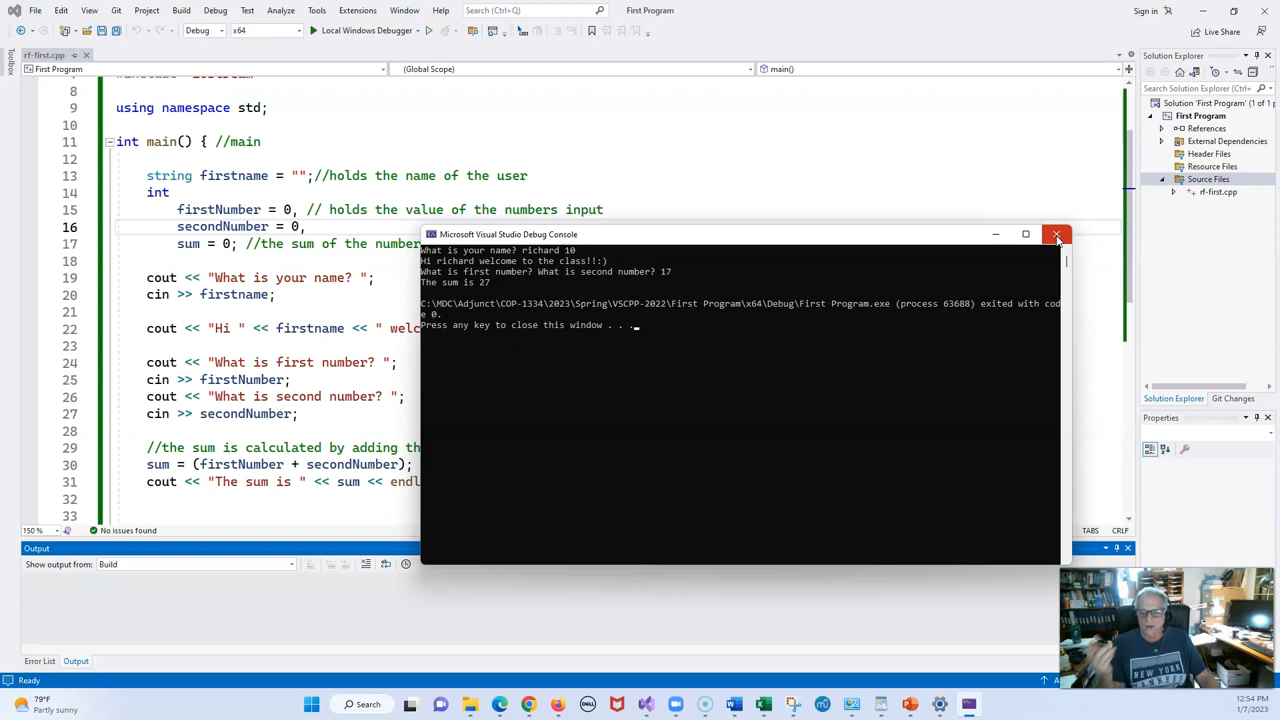 File Edit View Git Project Build Debug Test Analyze Tools Extensions Window Help Search (Ctrl+Q) First Program Sign in
Debug x64 Local Windows Debugger Live Share
Toolbox
rf-first.cpp
First Program (Global Scope) main()
8
9 using namespace std;
10
11 int main() { //main
12
13 string firstname = "";//holds the name of the user
14 int
15 firstNumber = 0, // holds the value of the numbers input
16 secondNumber = 0,
17 sum = 0; //the sum of the number
18
19 cout << "What is your name? ";
20 cin >> firstname;
21
22 cout << "Hi " << firstname << " welc
23
24 cout << "What is first number? ";
25 cin >> firstNumber;
26 cout << "What is second number? ";
27 cin >> secondNumber;
28
29 //the sum is calculated by adding th
30 sum = (firstNumber + secondNumber);
31 cout << "The sum is " << sum << endl
32
33
150 % No issues found TABS CRLF
Microsoft Visual Studio Debug Console
What is your name? richard 10
Hi richard welcome to the class!!:)
What is first number? What is second number? 17
The sum is 27
C:\MDC\Adjunct\COP-1334\2023\Spring\VSCPP-2022\First Program\x64\Debug\First Program.exe (process 63688) exited with cod
e 0.
Press any key to close this window . . .
Solution Explorer
Search Solution Explorer (Ctrl+
Solution 'First Program' (1 of 1 p
First Program
References
External Dependencies
Header Files
Resource Files
Source Files
rf-first.cpp
Solution Explorer Git Changes
Properties
Output
Show output from: Build
Error List Output
Ready
NEW YORK
YANKEES
79°F
Partly sunny
Search
12:54 PM
1/7/2023